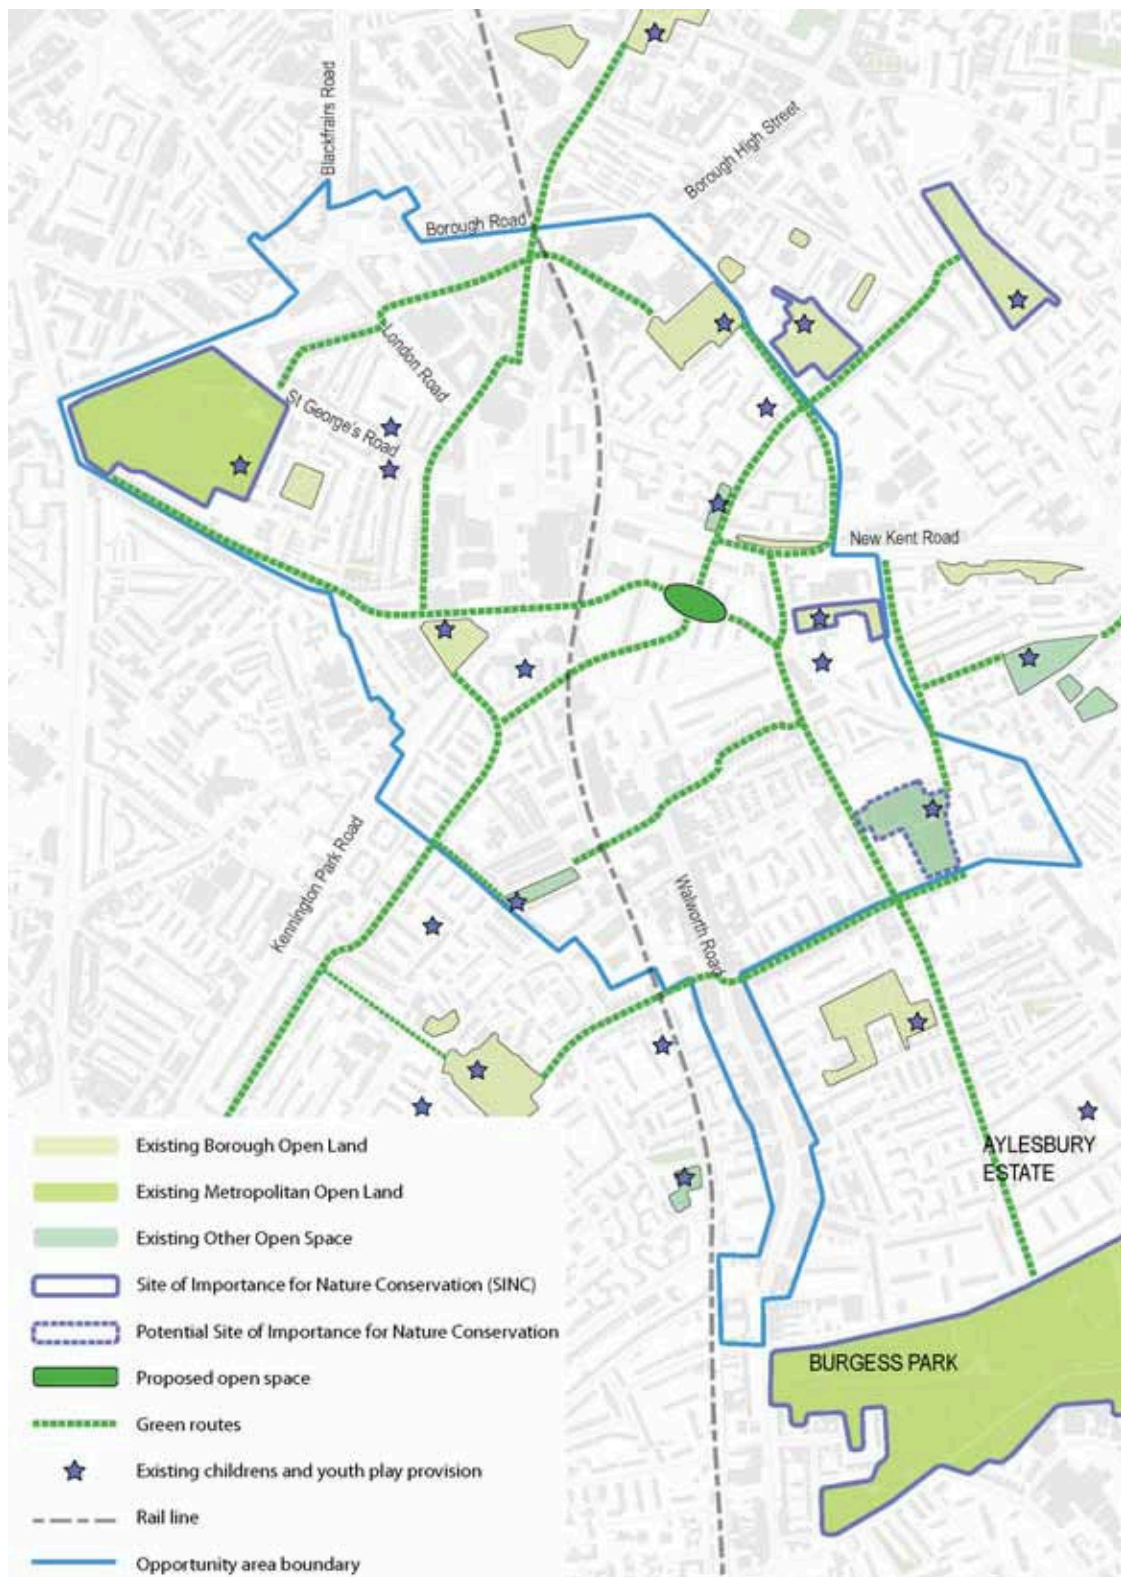 Blackfrairs Road
Borough High Street
Borough Road
London Road
St George's Road
New Kent Road
Kennington Park Road
Walworth Road
AYLESBURY
ESTATE
BURGESS PARK
Existing Borough Open Land
Existing Metropolitan Open Land
Existing Other Open Space
Site of Importance for Nature Conservation (SINC)
Potential Site of Importance for Nature Conservation
Proposed open space
Green routes
Existing childrens and youth play provision
Rail line
Opportunity area boundary